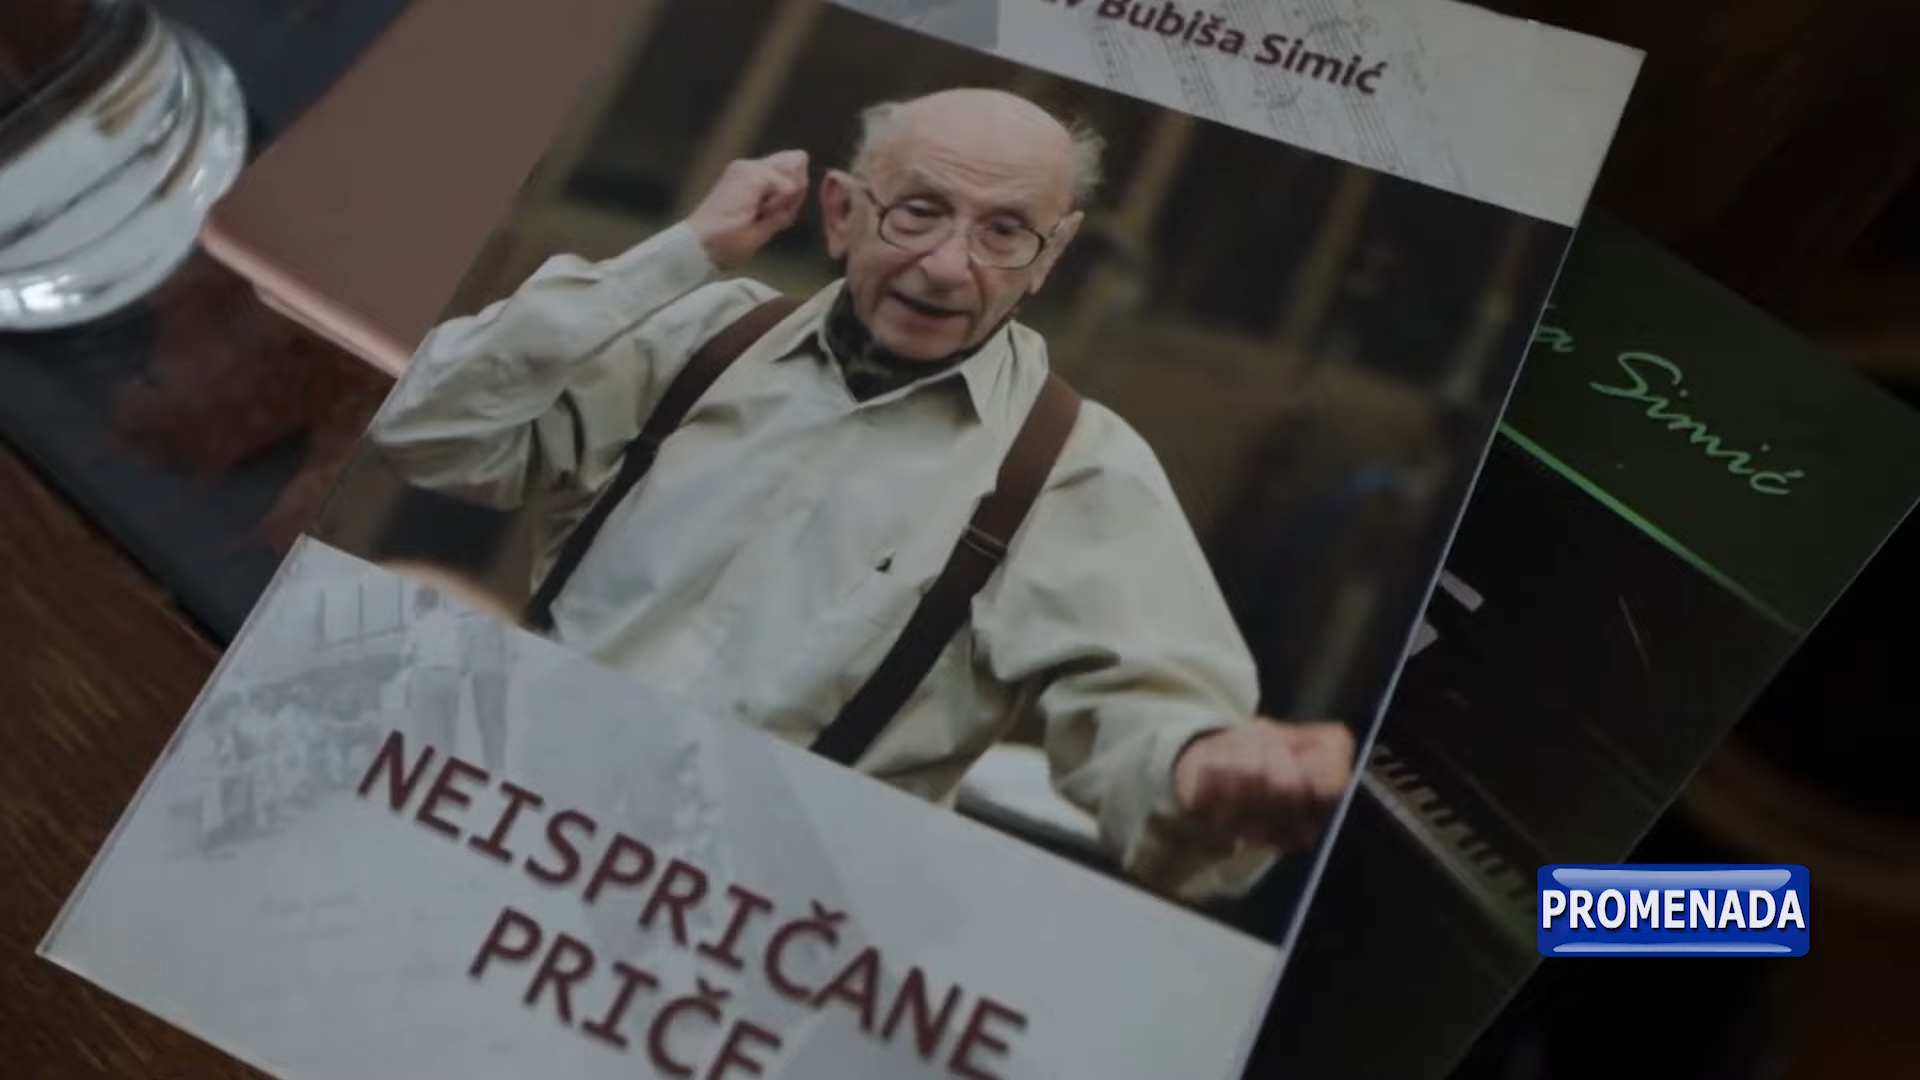 Bubiša Simić
Simić
NEISPRIČANE
PRIČE
PROMENADA